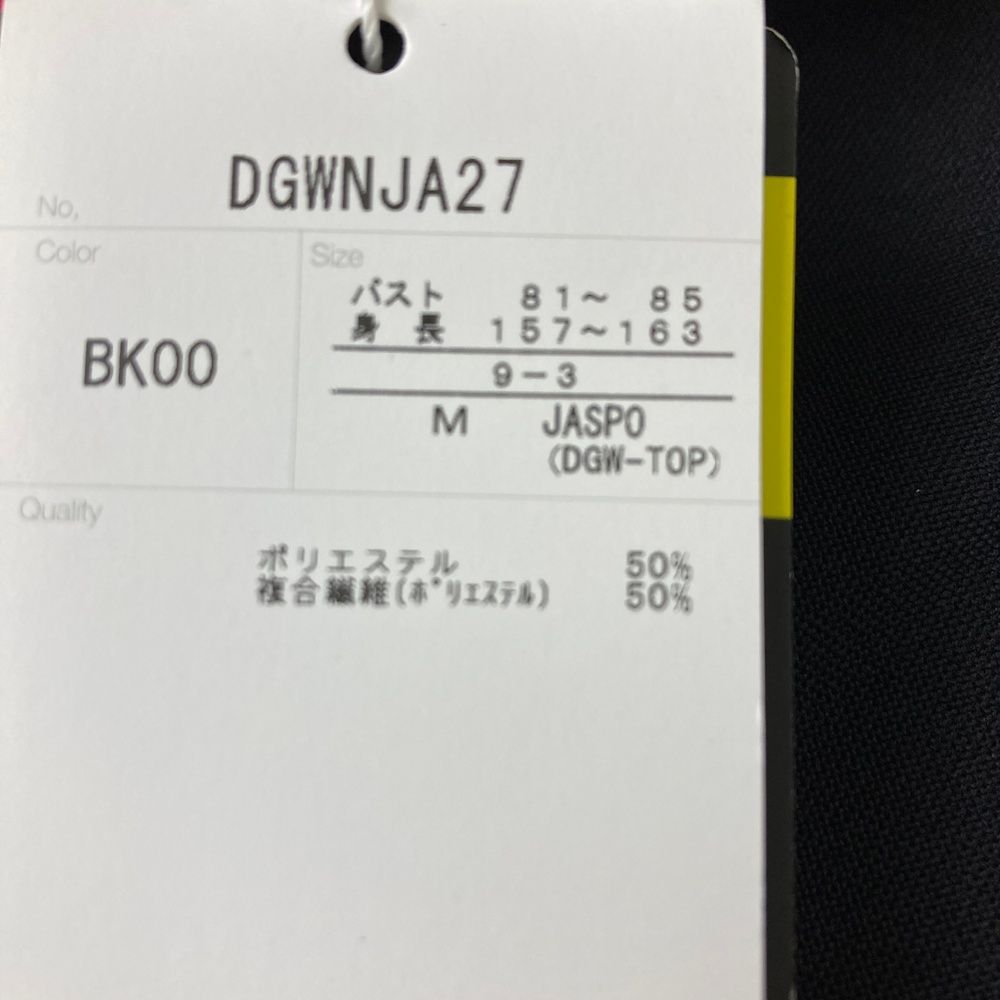 No, DGWNJA27
Color
BK00
Size
バスト 81～ 85
身 長 157～163
9-3
M JASPO
(DGW-TOP)
Quality
ポリエステル 50%
複合繊維(ﾎﾟﾘｴｽﾃﾙ) 50%